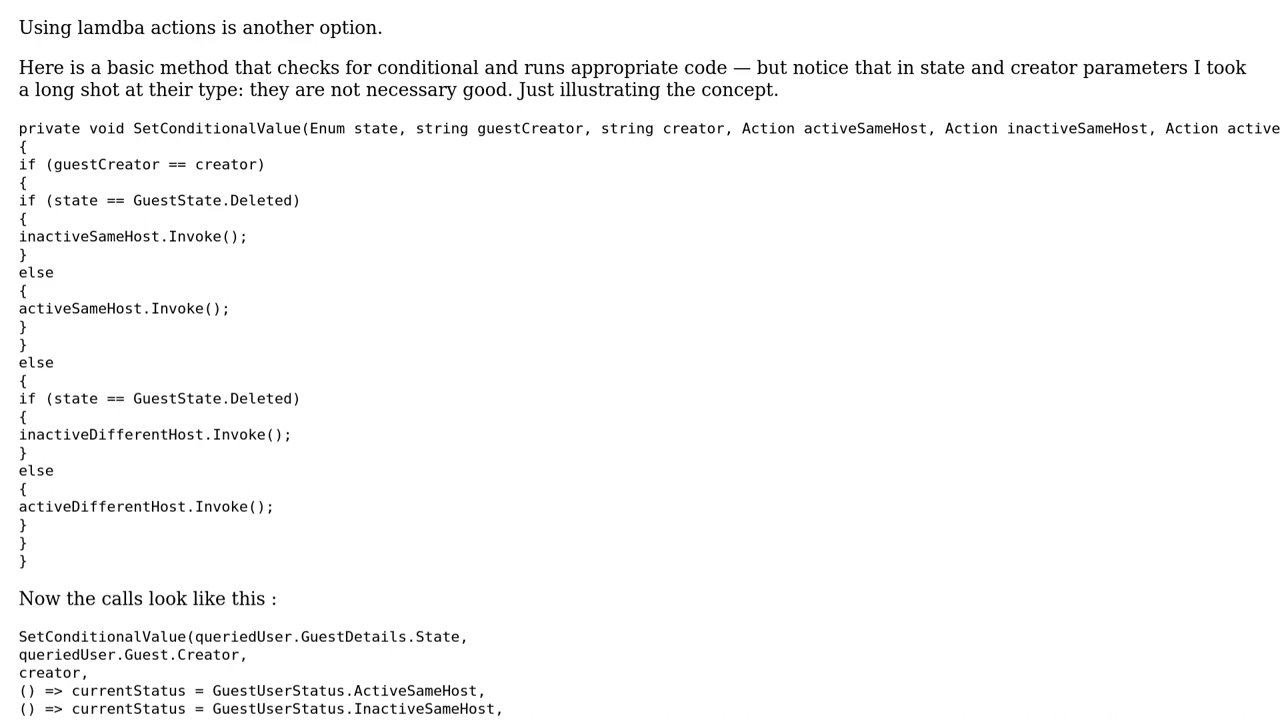 Using lamdba actions is another option.
Here is a basic method that checks for conditional and runs appropriate code — but notice that in state and creator parameters I took
a long shot at their type: they are not necessary good. Just illustrating the concept.
private void SetConditionalValue(Enum state, string guestCreator, string creator, Action activeSameHost, Action inactiveSameHost, Action active
{
if (guestCreator == creator)
{
if (state == GuestState.Deleted)
{
inactiveSameHost.Invoke();
}
else
{
activeSameHost.Invoke();
}
}
else
{
if (state == GuestState.Deleted)
{
inactiveDifferentHost.Invoke();
}
else
{
activeDifferentHost.Invoke();
}
}
}
Now the calls look like this :
SetConditionalValue(queriedUser.GuestDetails.State,
queriedUser.Guest.Creator,
creator,
() => currentStatus = GuestUserStatus.ActiveSameHost,
() => currentStatus = GuestUserStatus.InactiveSameHost,